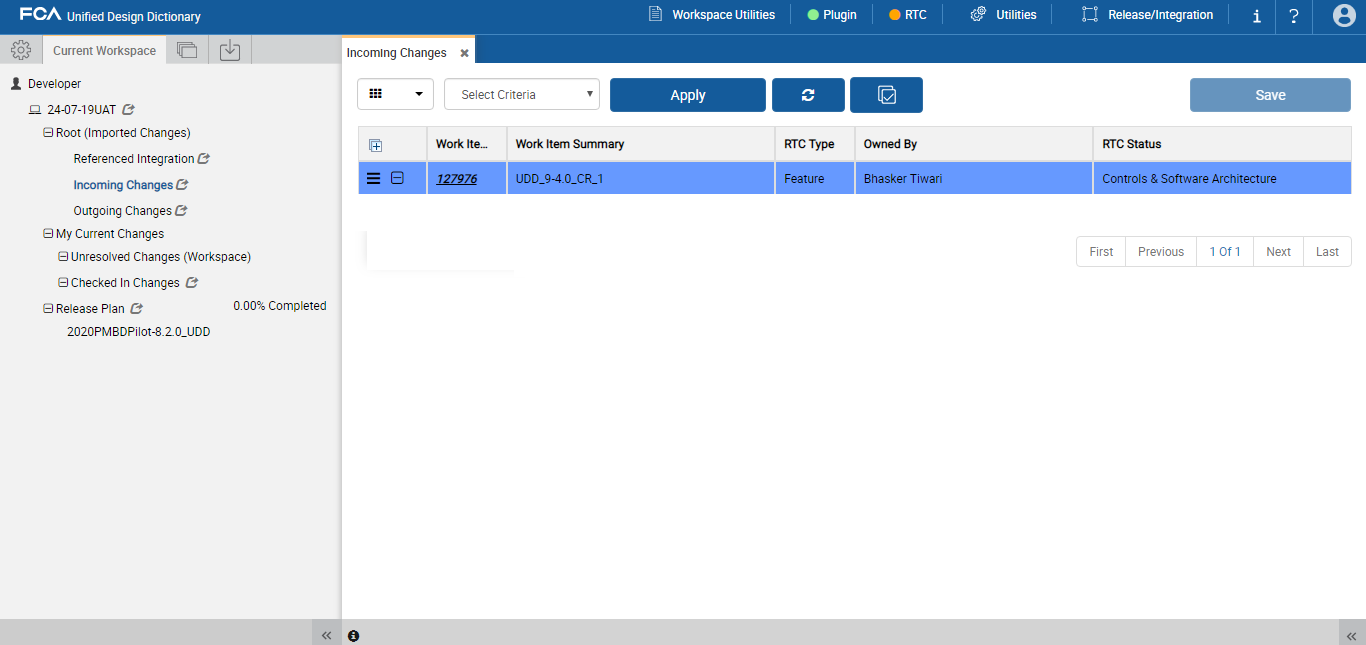 FCA Unified Design Dictionary
Workspace Utilities
Plugin
RTC
Utilities
Release/Integration
i
?
Current Workspace
Incoming Changes ×
Developer
24-07-19UAT
Root (Imported Changes)
Referenced Integration
Incoming Changes
Outgoing Changes
My Current Changes
Unresolved Changes (Workspace)
Checked In Changes
Release Plan
0.00% Completed
2020PMBDPilot-8.2.0_UDD
Select Criteria
Apply
Save
Work Ite... Work Item Summary RTC Type Owned By RTC Status
127976 UDD_9-4.0_CR_1 Feature Bhasker Tiwari Controls & Software Architecture
First Previous 1 Of 1 Next Last
« «